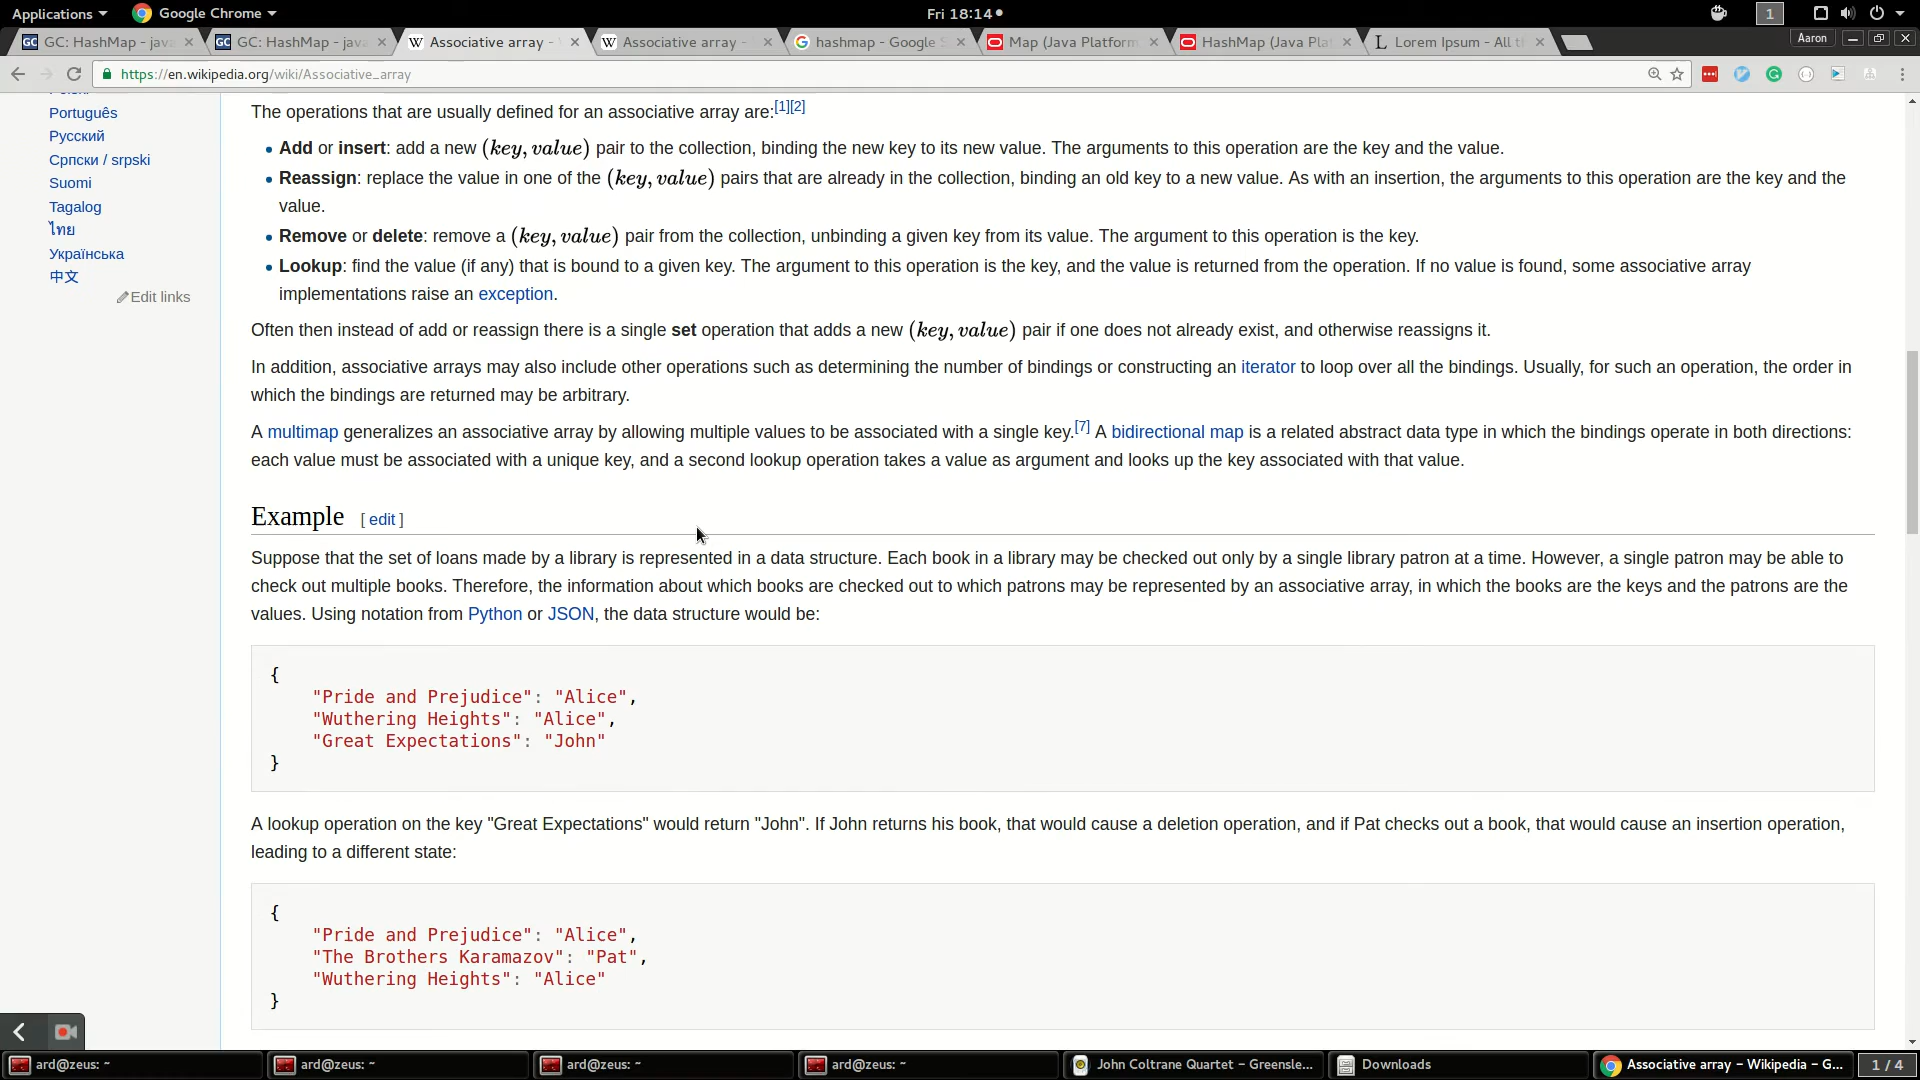 Applications
Google Chrome
Fri 18:14
1
GC: HashMap - java
GC: HashMap - java
Associative array -
Associative array -
hashmap - Google S
Map (Java Platform
HashMap (Java Plat
Lorem Ipsum - All t
Aaron
https://en.wikipedia.org/wiki/Associative_array
Português
Русский
Српски / srpski
Suomi
Tagalog
ไทย
Українська
中文
Edit links
The operations that are usually defined for an associative array are:[1][2]
Add or insert: add a new (key, value) pair to the collection, binding the new key to its new value. The arguments to this operation are the key and the value.
Reassign: replace the value in one of the (key, value) pairs that are already in the collection, binding an old key to a new value. As with an insertion, the arguments to this operation are the key and the
value.
Remove or delete: remove a (key, value) pair from the collection, unbinding a given key from its value. The argument to this operation is the key.
Lookup: find the value (if any) that is bound to a given key. The argument to this operation is the key, and the value is returned from the operation. If no value is found, some associative array
implementations raise an exception.
Often then instead of add or reassign there is a single set operation that adds a new (key, value) pair if one does not already exist, and otherwise reassigns it.
In addition, associative arrays may also include other operations such as determining the number of bindings or constructing an iterator to loop over all the bindings. Usually, for such an operation, the order in
which the bindings are returned may be arbitrary.
A multimap generalizes an associative array by allowing multiple values to be associated with a single key.[7] A bidirectional map is a related abstract data type in which the bindings operate in both directions:
each value must be associated with a unique key, and a second lookup operation takes a value as argument and looks up the key associated with that value.
Example [ edit ]
Suppose that the set of loans made by a library is represented in a data structure. Each book in a library may be checked out only by a single library patron at a time. However, a single patron may be able to
check out multiple books. Therefore, the information about which books are checked out to which patrons may be represented by an associative array, in which the books are the keys and the patrons are the
values. Using notation from Python or JSON, the data structure would be:
{
"Pride and Prejudice": "Alice",
"Wuthering Heights": "Alice",
"Great Expectations": "John"
}
A lookup operation on the key "Great Expectations" would return "John". If John returns his book, that would cause a deletion operation, and if Pat checks out a book, that would cause an insertion operation,
leading to a different state:
{
"Pride and Prejudice": "Alice",
"The Brothers Karamazov": "Pat",
"Wuthering Heights": "Alice"
}
ard@zeus: ~
ard@zeus: ~
ard@zeus: ~
ard@zeus: ~
John Coltrane Quartet – Greensle...
Downloads
Associative array – Wikipedia – G...
1 / 4